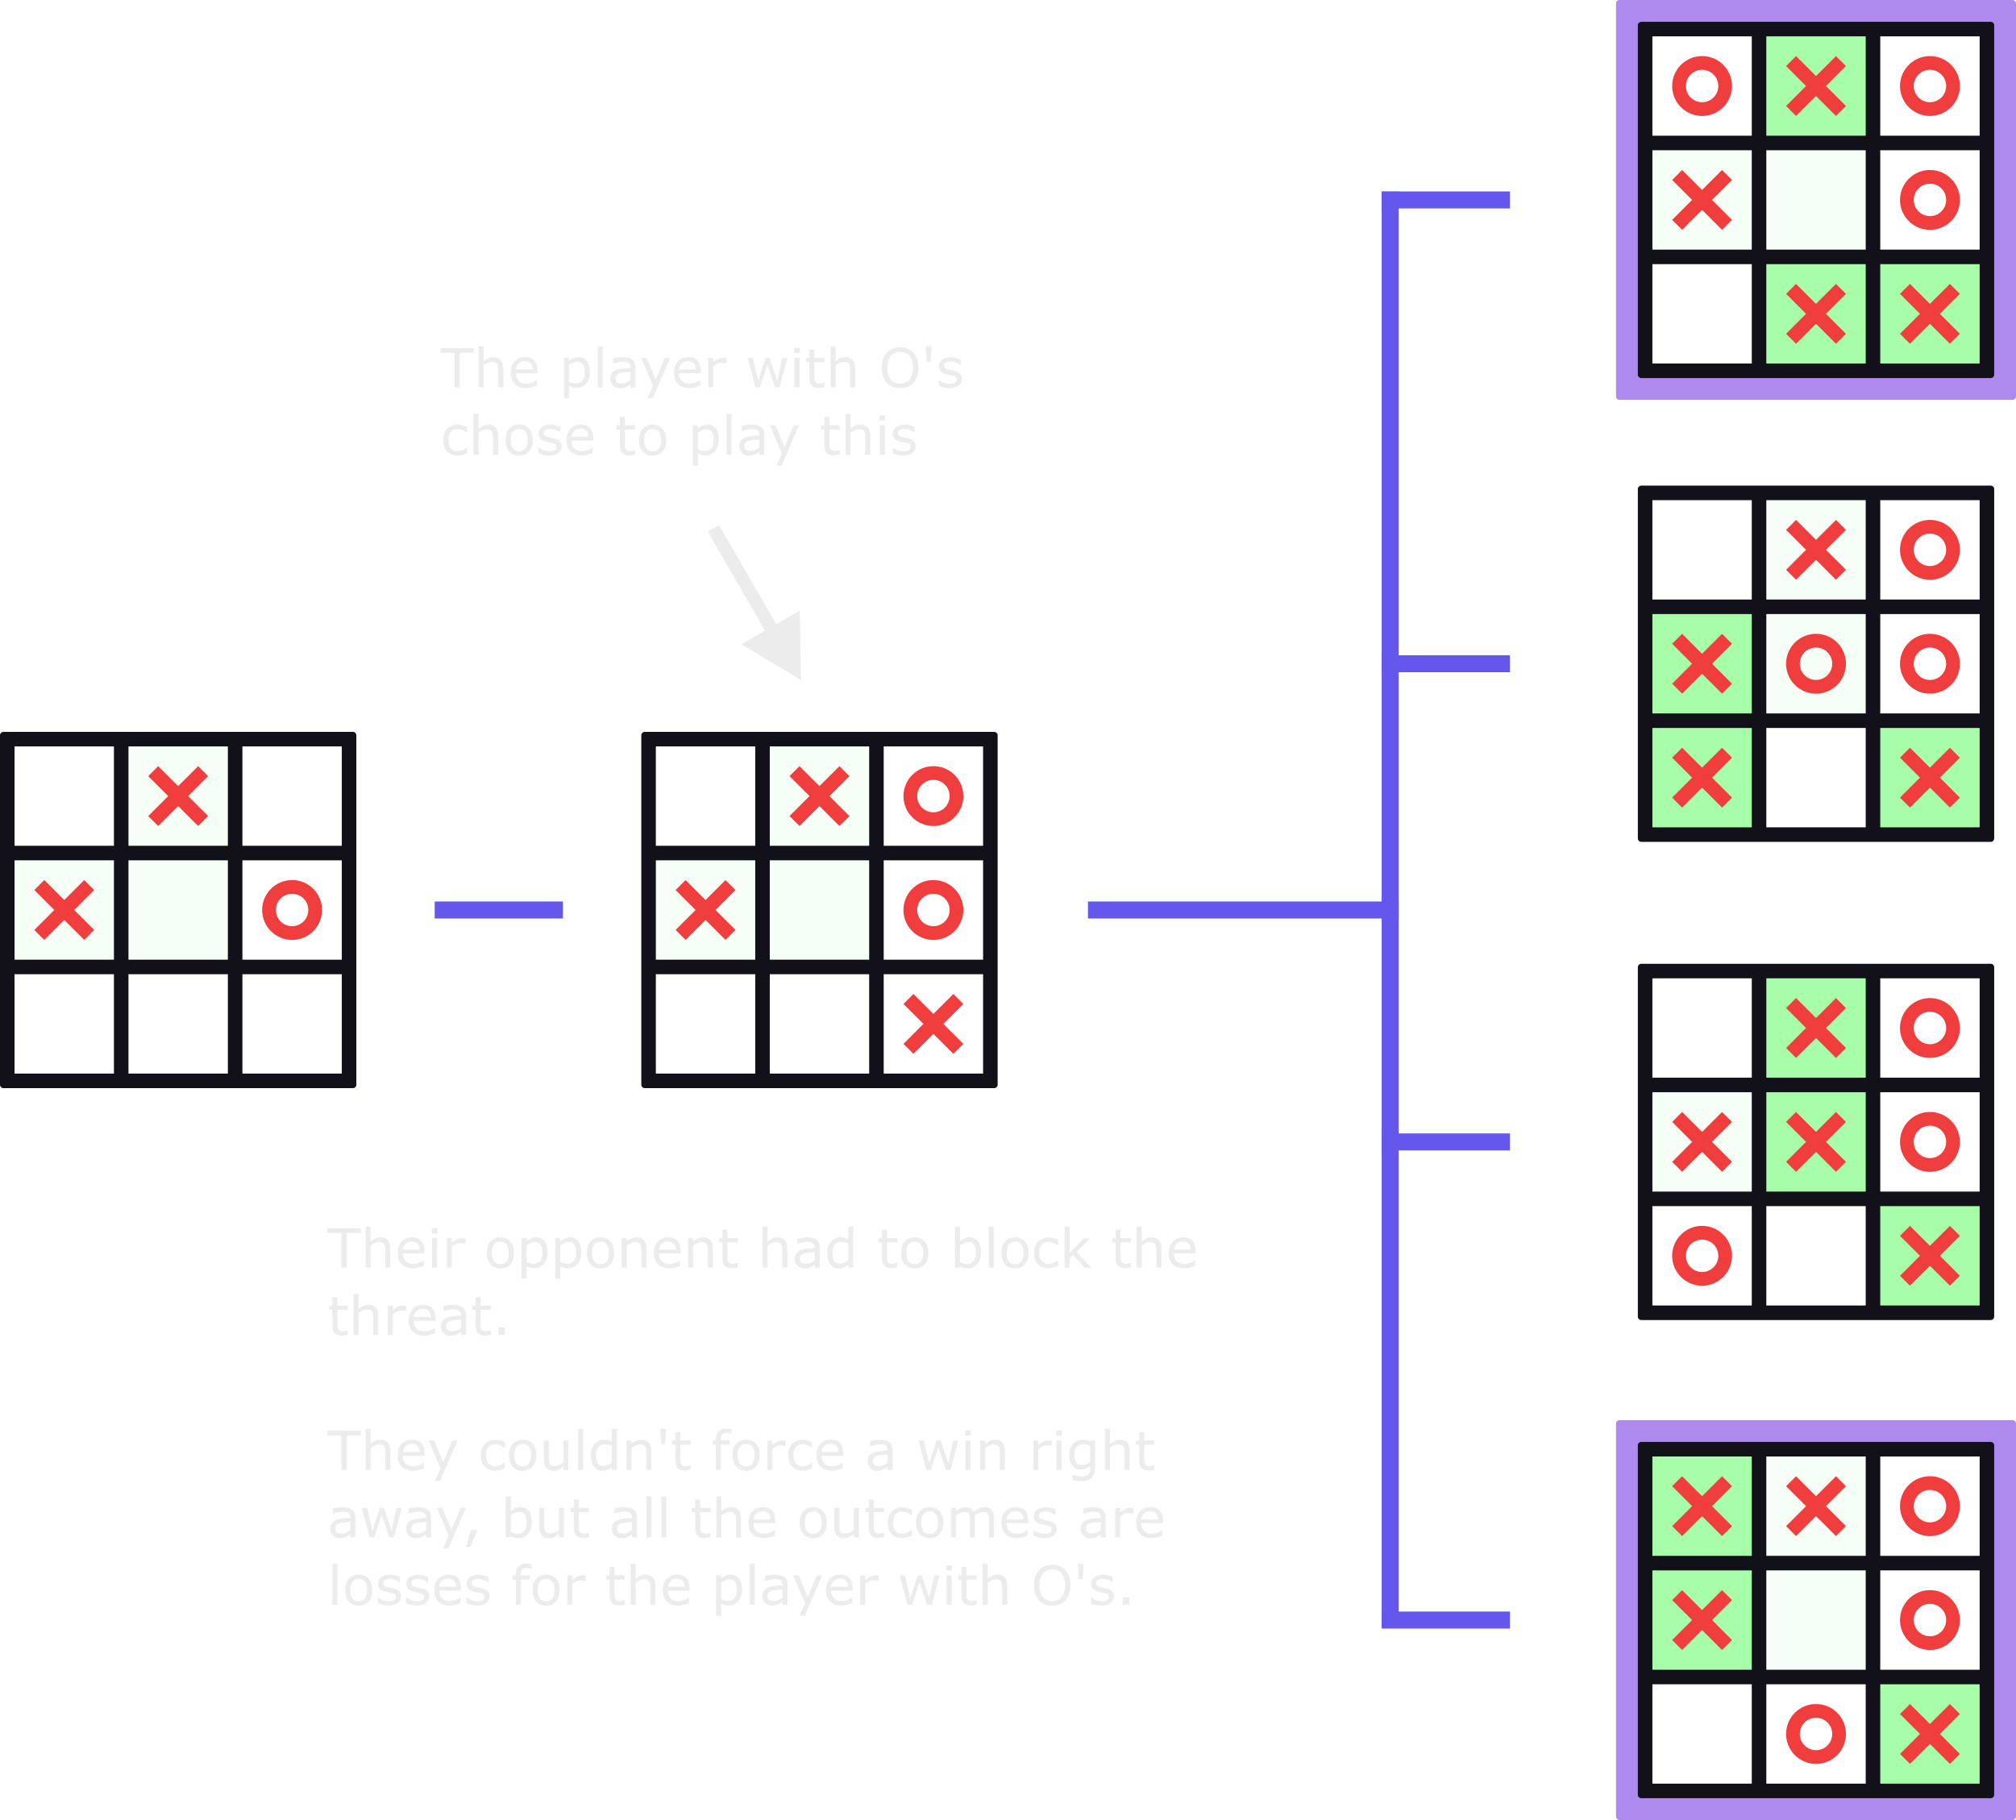 The player with O's
chose to play this
Their opponent had to block the
threat.
They couldn't force a win right
away, but all the outcomes are
losses for the player with O's.